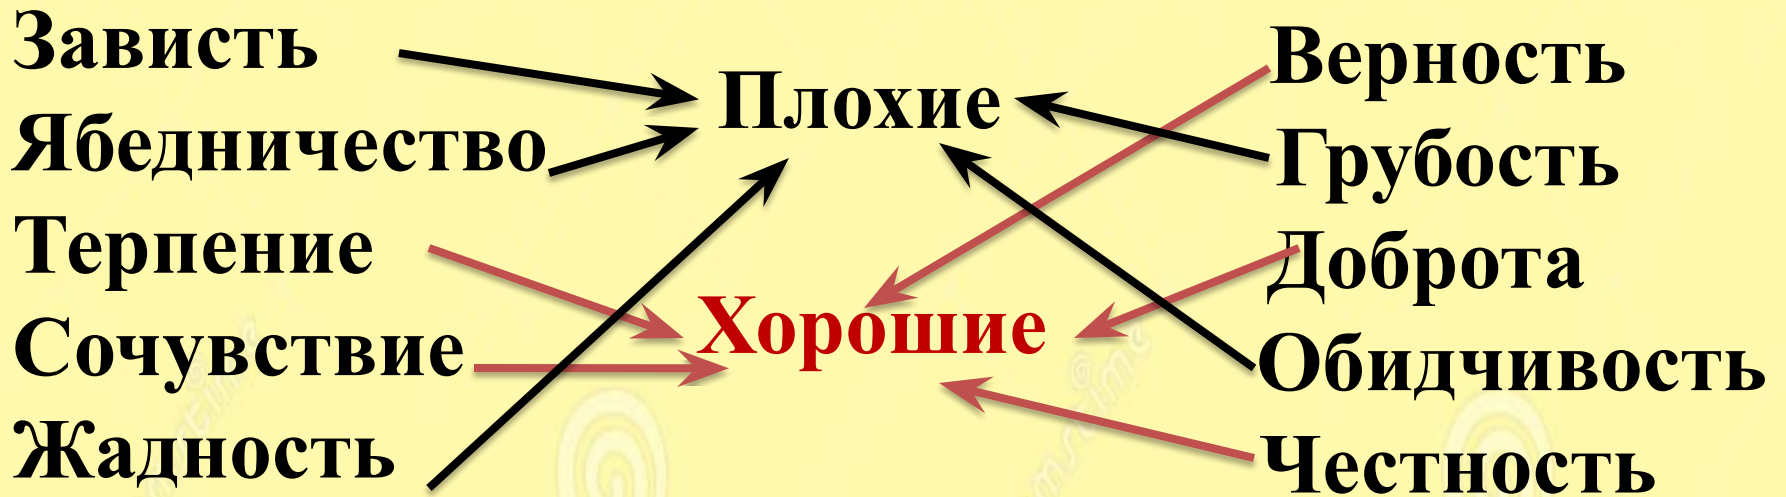 Зависть
Ябедничество
Терпение
Сочувствие
Жадность
Плохие
Хорошие
Верность
Грубость
Доброта
Обидчивость
Честность